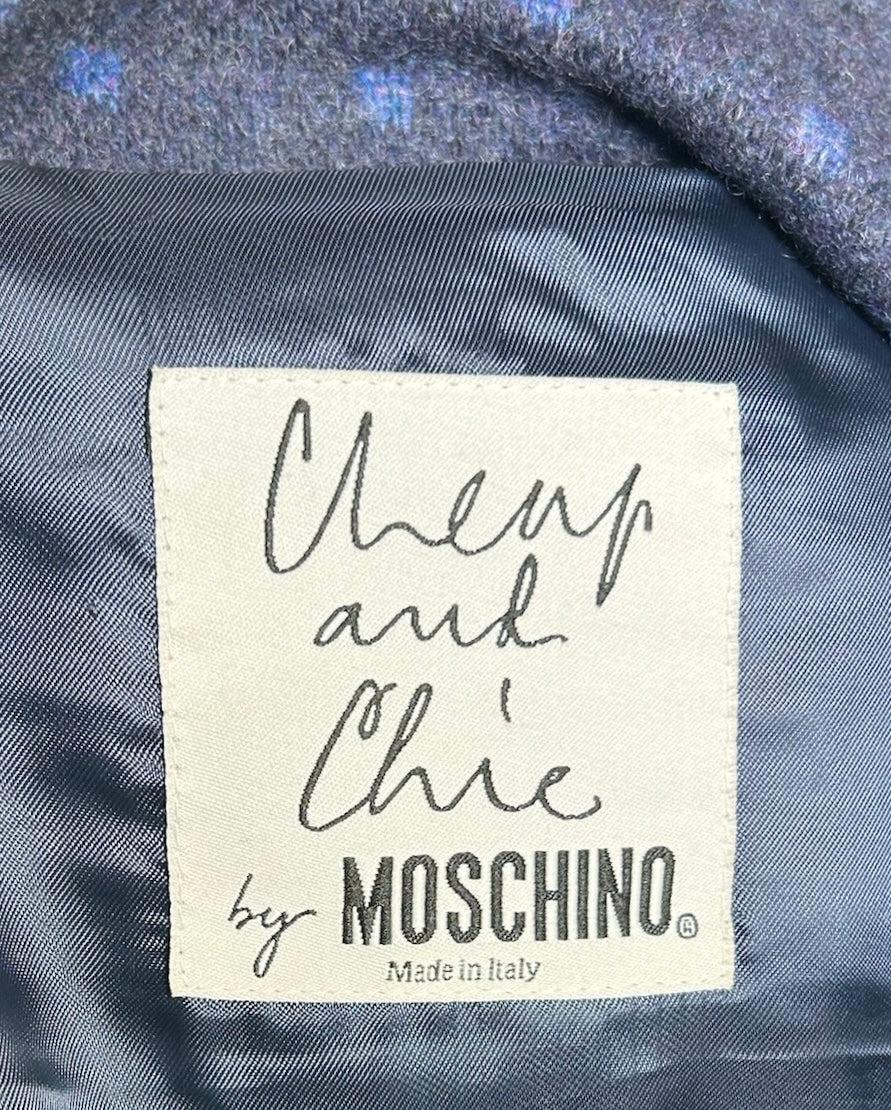 Cheap
and
Chic
by MOSCHINO®
Made in Italy